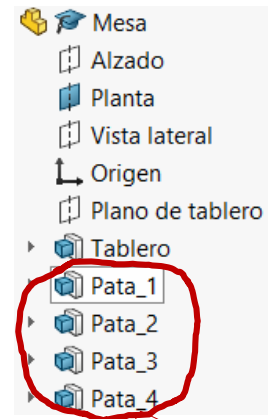 Mesa
Alzado
Planta
Vista lateral
Origen
Plano de tablero
Tablero
Pata_1
Pata_2
Pata_3
Pata_4